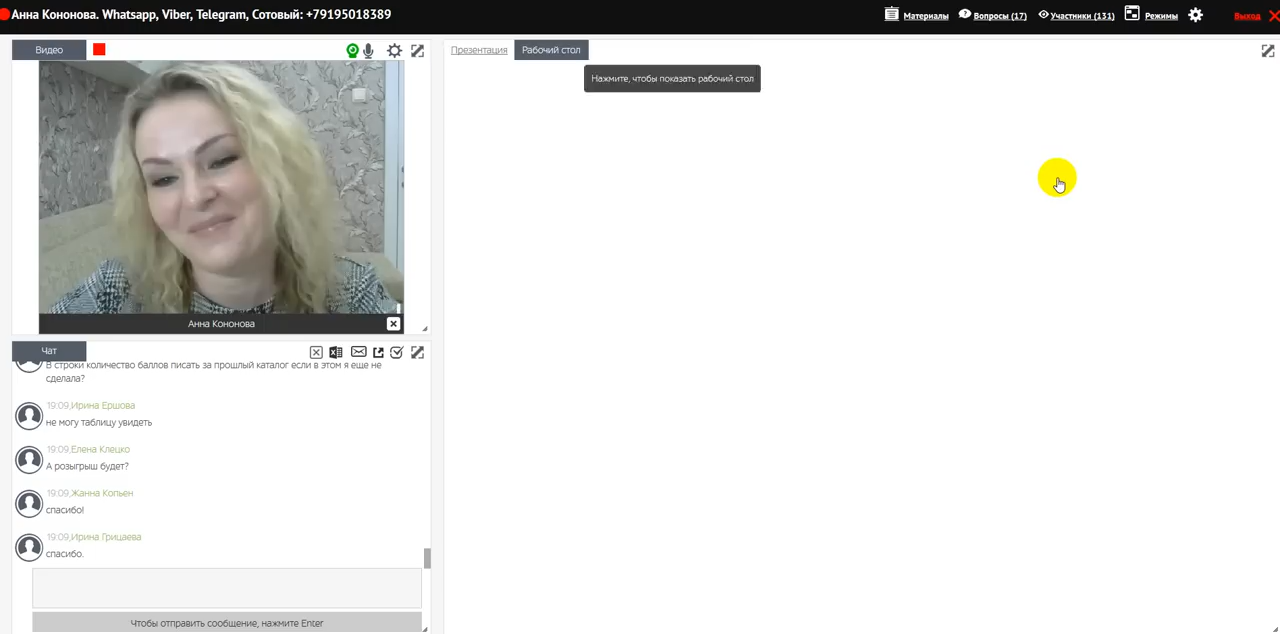 Анна Кононова. Whatsapp, Viber, Telegram, Сотовый: +79195018389
Материалы
Вопросы (17)
Участники (131)
Режимы
Выход
Видео
Анна Кононова
Презентация
Рабочий стол
Нажмите, чтобы показать рабочий стол
Чат
В строки количество баллов писать за прошлый каталог если в этом я еще не
сделала?
19:09,Ирина Ершова
не могу таблицу увидеть
19:09,Елена Клецко
А розыгрыш будет?
19:09,Жанна Копьен
спасибо!
19:09,Ирина Грицаева
спасибо.
Чтобы отправить сообщение, нажмите Enter